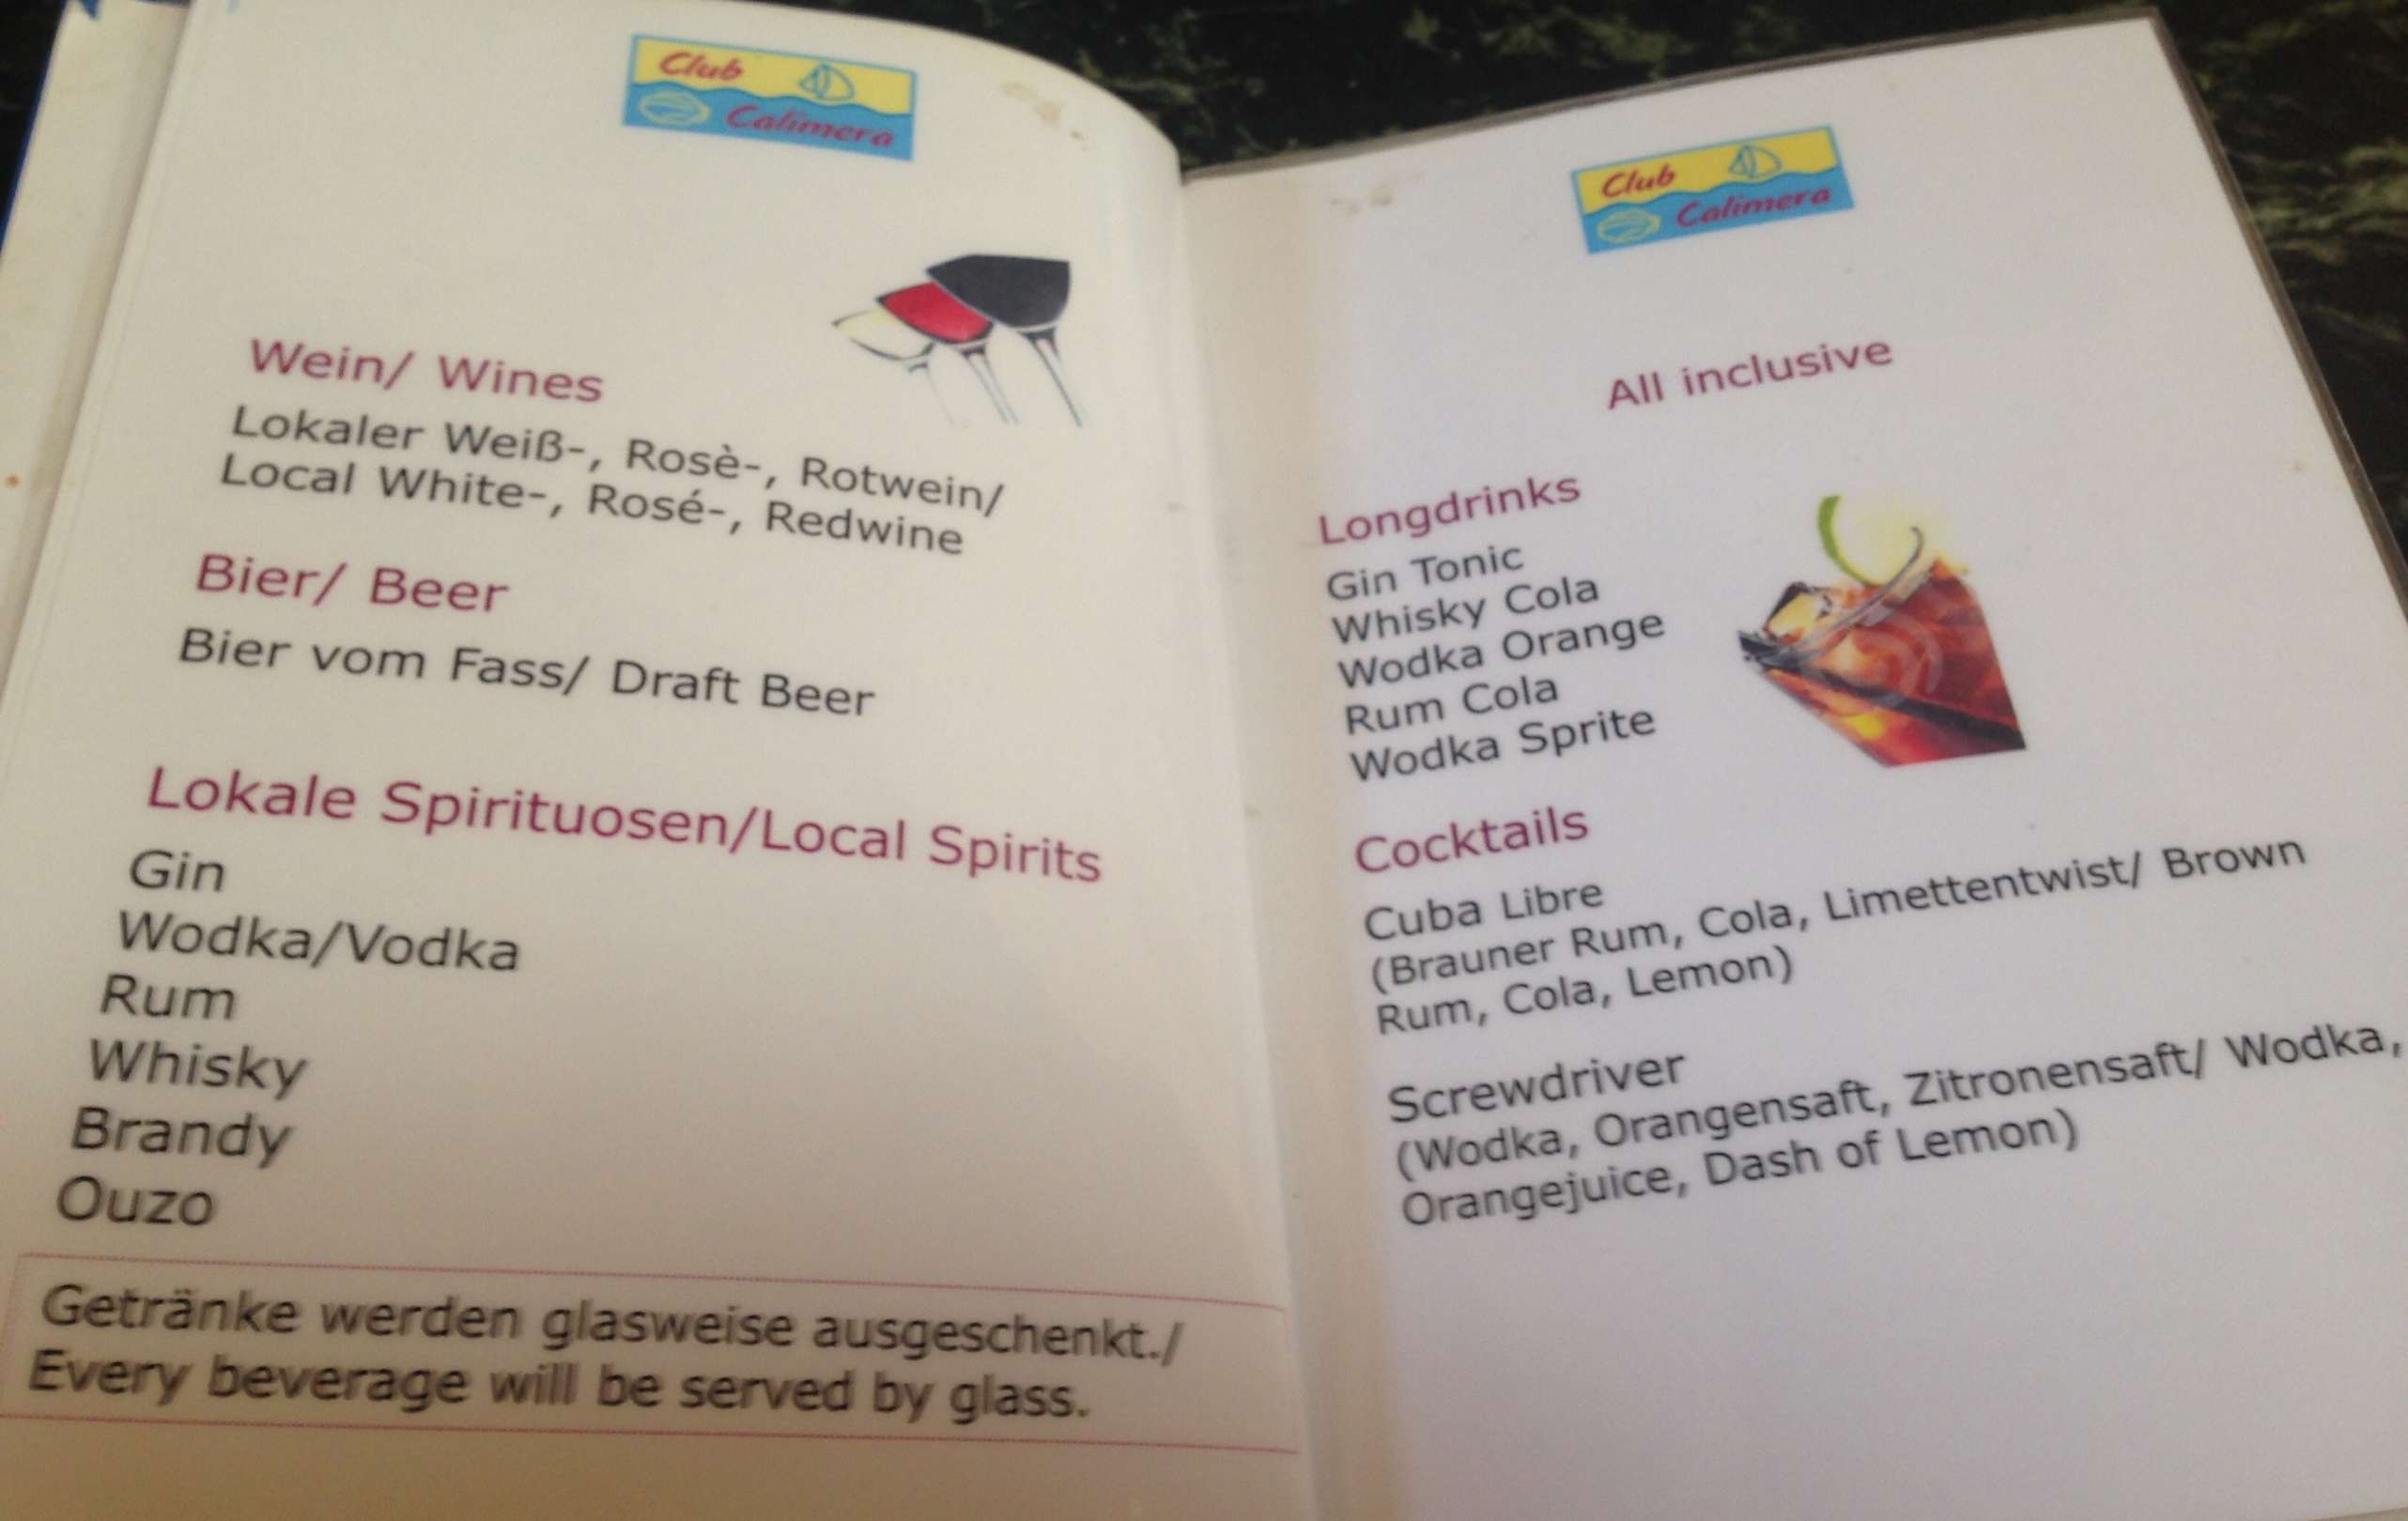 Club
Calimera
Wein/ Wines
Lokaler Weiß-, Rosè-, Rotwein/
Local White-, Rosé-, Redwine
Bier/ Beer
Bier vom Fass/ Draft Beer
Lokale Spirituosen/Local Spirits
Gin
Wodka/Vodka
Rum
Whisky
Brandy
Ouzo
Getränke werden glasweise ausgeschenkt./
Every beverage will be served by glass.
Club
Calimera
All inclusive
Longdrinks
Gin Tonic
Whisky Cola
Wodka Orange
Rum Cola
Wodka Sprite
Cocktails
Cuba Libre
(Brauner Rum, Cola, Limettentwist/ Brown
Rum, Cola, Lemon)
Screwdriver
(Wodka, Orangensaft, Zitronensaft/ Wodka,
Orangejuice, Dash of Lemon)